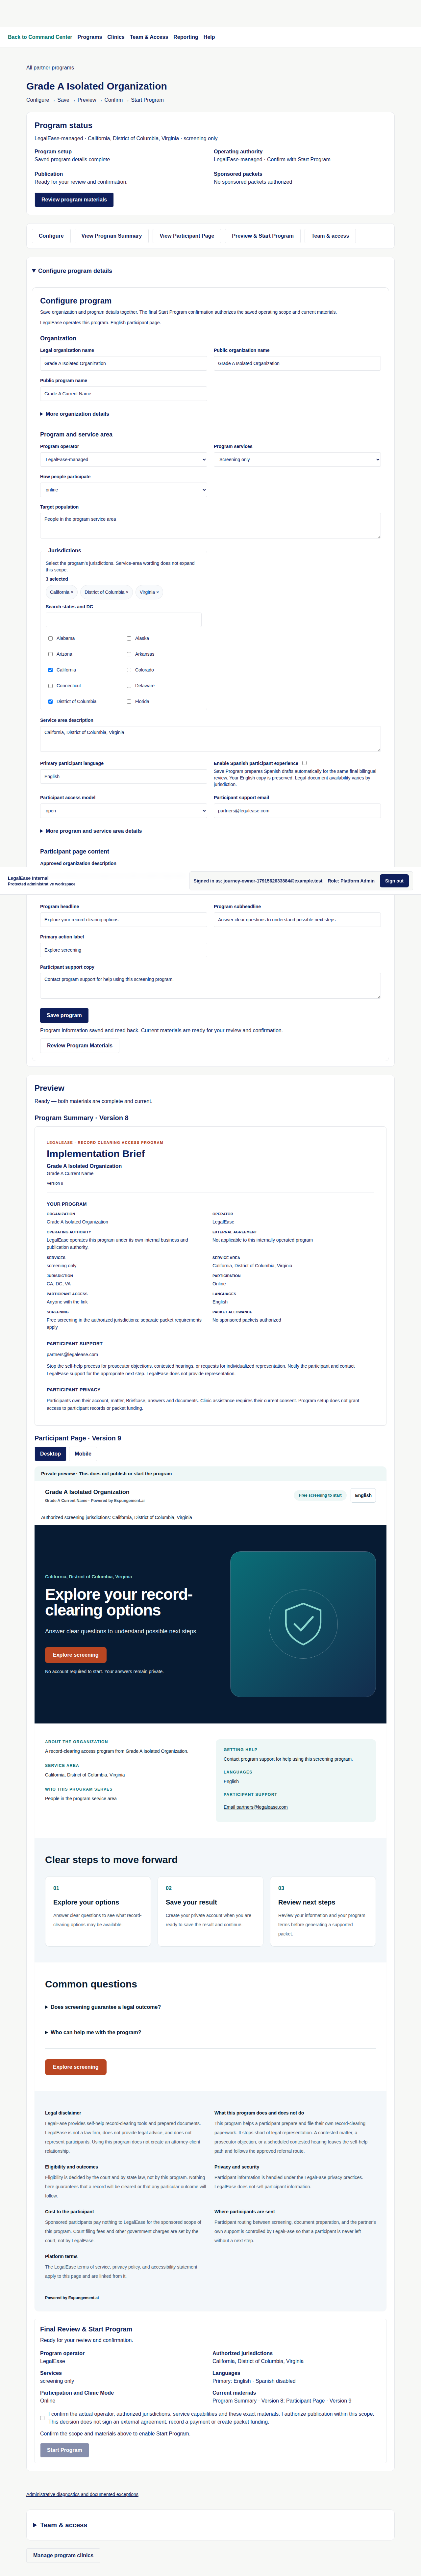 Back to Command Center Programs Clinics Team & Access Reporting Help
All partner programs
Grade A Isolated Organization
Configure → Save → Preview → Confirm → Start Program
Program status
LegalEase-managed · California, District of Columbia, Virginia · screening only
Program setup
Saved program details complete
Operating authority
LegalEase-managed · Confirm with Start Program
Publication
Ready for your review and confirmation.
Sponsored packets
No sponsored packets authorized
Review program materials
Configure
View Program Summary
View Participant Page
Preview & Start Program
Team & access
▼ Configure program details
Configure program
Save organization and program details together. The final Start Program confirmation authorizes the saved operating scope and current materials.
LegalEase operates this program. English participant page.
Organization
Legal organization name
Grade A Isolated Organization
Public organization name
Grade A Isolated Organization
Public program name
Grade A Current Name
▶ More organization details
Program and service area
Program operator
LegalEase-managed
Program services
Screening only
How people participate
online
Target population
People in the program service area
Jurisdictions
Select the program's jurisdictions. Service-area wording does not expand
this scope.
3 selected
California ×
District of Columbia ×
Virginia ×
Search states and DC
Alabama
Alaska
Arizona
Arkansas
California
Colorado
Connecticut
Delaware
District of Columbia
Florida
Service area description
California, District of Columbia, Virginia
Primary participant language
English
Enable Spanish participant experience
Save Program prepares Spanish drafts automatically for the same final bilingual
review. Your English copy is preserved. Legal-document availability varies by
jurisdiction.
Participant access model
open
Participant support email
partners@legalease.com
▶ More program and service area details
Participant page content
Approved organization description
LegalEase Internal
Protected administrative workspace
Signed in as: journey-owner-1791562633884@example.test
Role: Platform Admin
Sign out
Program headline
Explore your record-clearing options
Program subheadline
Answer clear questions to understand possible next steps.
Primary action label
Explore screening
Participant support copy
Contact program support for help using this screening program.
Save program
Program information saved and read back. Current materials are ready for your review and confirmation.
Review Program Materials
Preview
Ready — both materials are complete and current.
Program Summary · Version 8
LEGALEASE · RECORD CLEARING ACCESS PROGRAM
Implementation Brief
Grade A Isolated Organization
Grade A Current Name
Version 8
YOUR PROGRAM
ORGANIZATION
Grade A Isolated Organization
OPERATOR
LegalEase
OPERATING AUTHORITY
LegalEase operates this program under its own internal business and
publication authority.
EXTERNAL AGREEMENT
Not applicable to this internally operated program
SERVICES
screening only
SERVICE AREA
California, District of Columbia, Virginia
JURISDICTION
CA, DC, VA
PARTICIPATION
Online
PARTICIPANT ACCESS
Anyone with the link
LANGUAGES
English
SCREENING
Free screening in the authorized jurisdictions; separate packet requirements
apply
PACKET ALLOWANCE
No sponsored packets authorized
PARTICIPANT SUPPORT
partners@legalease.com
Stop the self-help process for prosecutor objections, contested hearings, or requests for individualized representation. Notify the participant and contact
LegalEase support for the appropriate next step. LegalEase does not provide representation.
PARTICIPANT PRIVACY
Participants own their account, matter, Briefcase, answers and documents. Clinic assistance requires their current consent. Program setup does not grant
access to participant records or packet funding.
Participant Page · Version 9
Desktop
Mobile
Private preview · This does not publish or start the program
Grade A Isolated Organization
Grade A Current Name · Powered by Expungement.ai
Free screening to start
English
Authorized screening jurisdictions: California, District of Columbia, Virginia
California, District of Columbia, Virginia
Explore your record-
clearing options
Answer clear questions to understand possible next steps.
Explore screening
No account required to start. Your answers remain private.
ABOUT THE ORGANIZATION
A record-clearing access program from Grade A Isolated Organization.
SERVICE AREA
California, District of Columbia, Virginia
WHO THIS PROGRAM SERVES
People in the program service area
GETTING HELP
Contact program support for help using this screening program.
LANGUAGES
English
PARTICIPANT SUPPORT
Email partners@legalease.com
Clear steps to move forward
01
Explore your options
Answer clear questions to see what record-
clearing options may be available.
02
Save your result
Create your private account when you are
ready to save the result and continue.
03
Review next steps
Review your information and your program
terms before generating a supported
packet.
Common questions
▶ Does screening guarantee a legal outcome?
▶ Who can help me with the program?
Explore screening
Legal disclaimer
LegalEase provides self-help record-clearing tools and prepared documents.
LegalEase is not a law firm, does not provide legal advice, and does not
represent participants. Using this program does not create an attorney-client
relationship.
What this program does and does not do
This program helps a participant prepare and file their own record-clearing
paperwork. It stops short of legal representation. A contested matter, a
prosecutor objection, or a scheduled contested hearing leaves the self-help
path and follows the approved referral route.
Eligibility and outcomes
Eligibility is decided by the court and by state law, not by this program. Nothing
here guarantees that a record will be cleared or that any particular outcome will
follow.
Privacy and security
Participant information is handled under the LegalEase privacy practices.
LegalEase does not sell participant information.
Cost to the participant
Sponsored participants pay nothing to LegalEase for the sponsored scope of
this program. Court filing fees and other government charges are set by the
court, not by LegalEase.
Where participants are sent
Participant routing between screening, document preparation, and the partner's
own support is controlled by LegalEase so that a participant is never left
without a next step.
Platform terms
The LegalEase terms of service, privacy policy, and accessibility statement
apply to this page and are linked from it.
Powered by Expungement.ai
Final Review & Start Program
Ready for your review and confirmation.
Program operator
LegalEase
Authorized jurisdictions
California, District of Columbia, Virginia
Services
screening only
Languages
Primary: English · Spanish disabled
Participation and Clinic Mode
Online
Current materials
Program Summary · Version 8; Participant Page · Version 9
I confirm the actual operator, authorized jurisdictions, service capabilities and these exact materials. I authorize publication within this scope.
This decision does not sign an external agreement, record a payment or create packet funding.
Confirm the scope and materials above to enable Start Program.
Start Program
Administrative diagnostics and documented exceptions
▶ Team & access
Manage program clinics